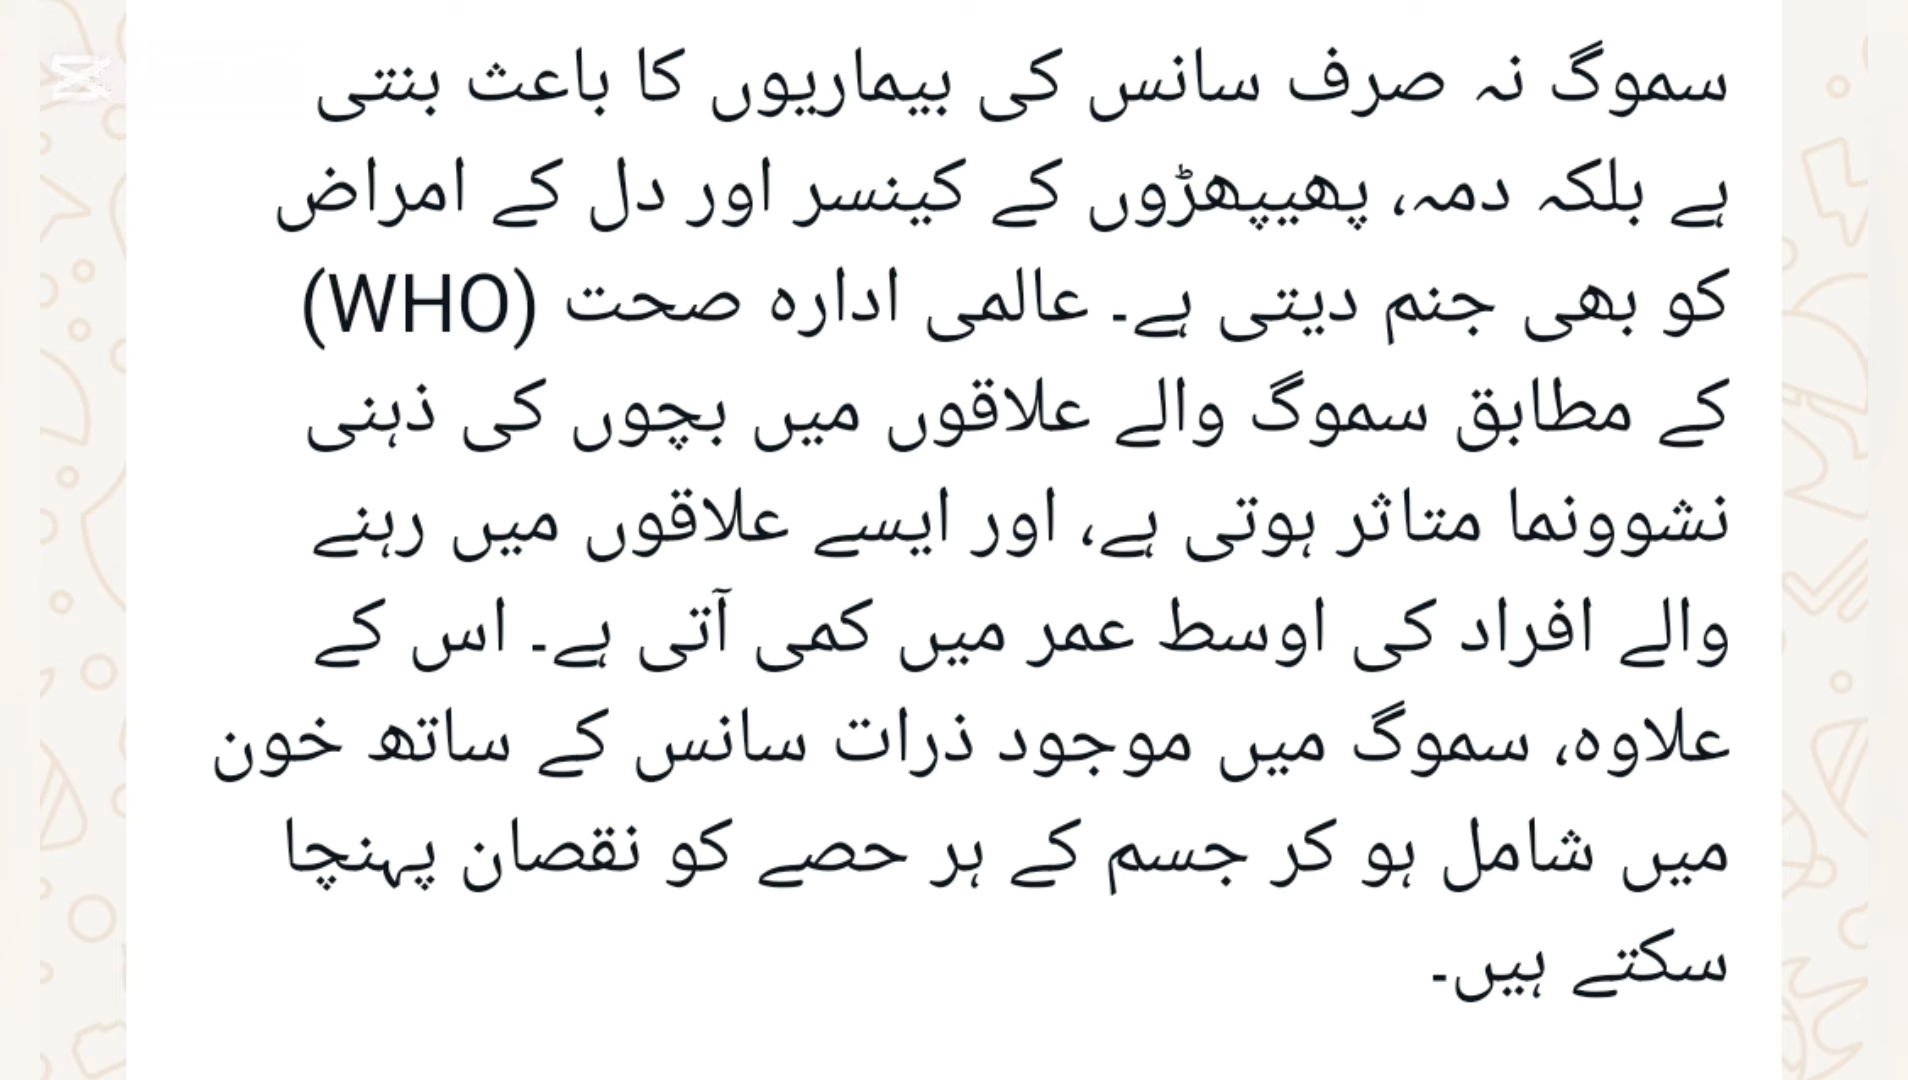 سموگ نہ صرف سانس کی بیماریوں کا باعث بنتی
ہے بلکہ دمہ، پھیپھڑوں کے کینسر اور دل کے امراض
کو بھی جنم دیتی ہے۔ عالمی ادارہ صحت (WHO)
کے مطابق سموگ والے علاقوں میں بچوں کی ذہنی
نشوونما متاثر ہوتی ہے، اور ایسے علاقوں میں رہنے
والے افراد کی اوسط عمر میں کمی آتی ہے۔ اس کے
علاوہ، سموگ میں موجود ذرات سانس کے ساتھ خون
میں شامل ہو کر جسم کے ہر حصے کو نقصان پہنچا
سکتے ہیں۔